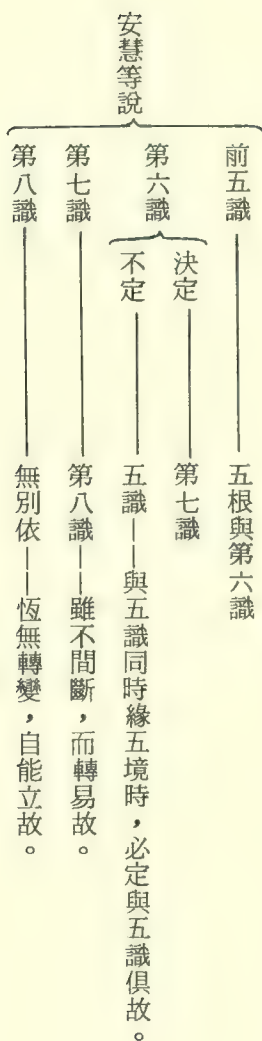 安慧等說
前五識——五根與第六識
第六識
決定——第七識
不定——五識——與五識同時緣五境時，必定與五識俱故。
第七識——第八識——雖不間斷，而轉易故。
第八識——無別依——恆無轉變，自能立故。